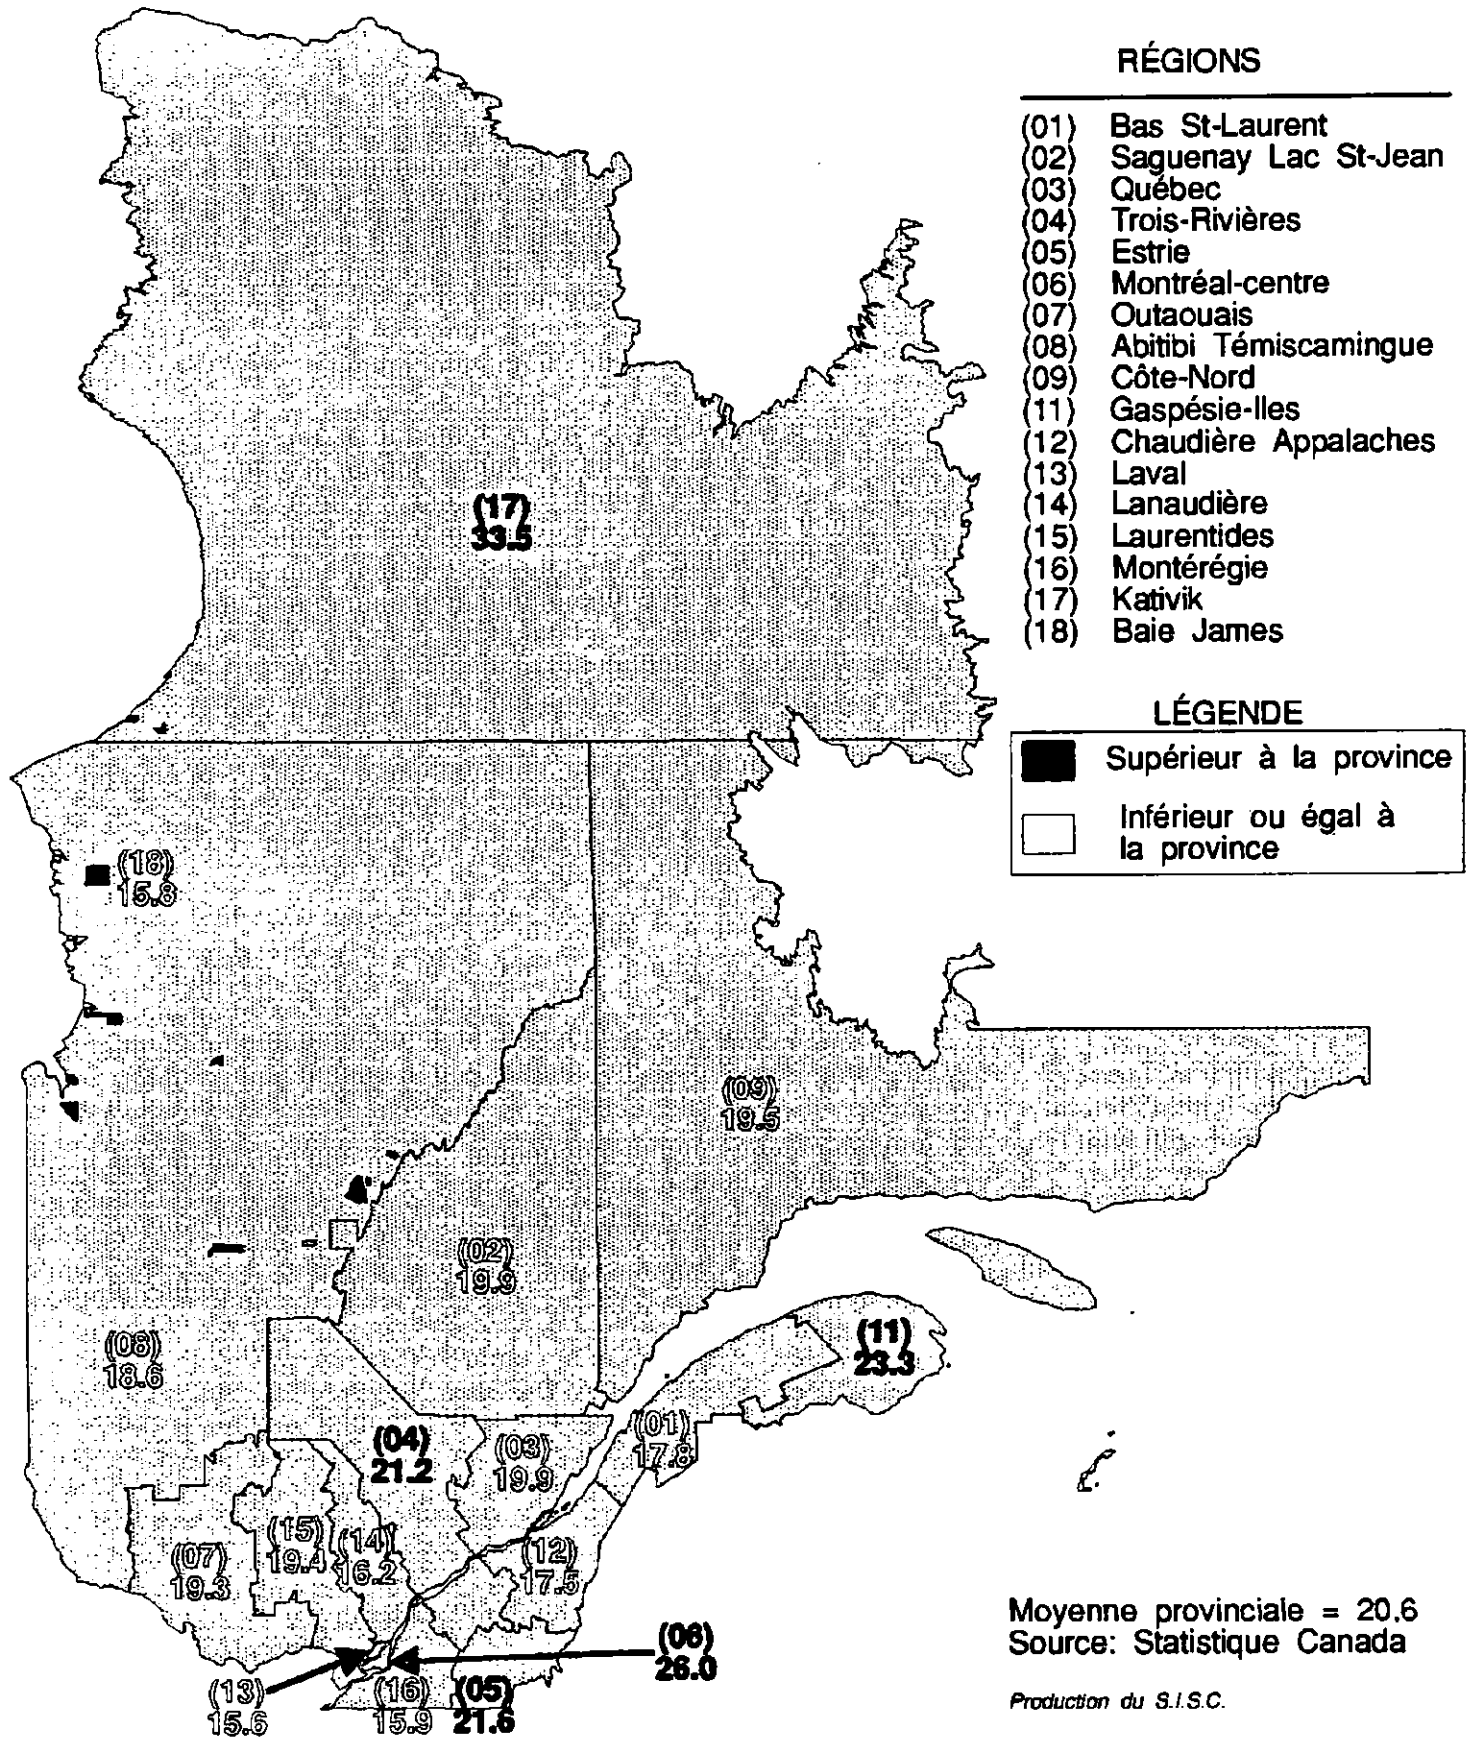 RÉGIONS
(01) Bas St-Laurent
(02) Saguenay Lac St-Jean
(03) Québec
(04) Trois-Rivières
(05) Estrie
(06) Montréal-centre
(07) Outaouais
(08) Abitibi Témiscamingue
(09) Côte-Nord
(11) Gaspésie-Iles
(12) Chaudière Appalaches
(13) Laval
(14) Lanaudière
(15) Laurentides
(16) Montérégie
(17) Kativik
(18) Baie James
LÉGENDE
Supérieur à la province
Inférieur ou égal à
la province
(17)
33.5
(18)
15.8
(09)
19.5
(02)
19.9
(08)
18.6
(11)
23.3
(01)
17.8
(04)
21.2
(03)
19.9
(15)
19.4
(14)
16.2
(07)
19.3
(12)
17.5
(06)
26.0
(13)
15.6
(16)
15.9
(05)
21.6
Moyenne provinciale = 20.6
Source: Statistique Canada
Production du S.I.S.C.